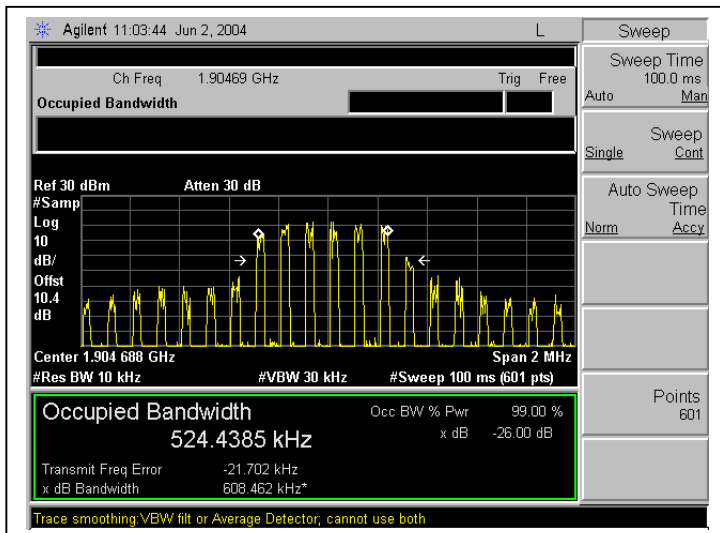 Agilent 11:03:44 Jun 2, 2004 L
Sweep
Ch Freq 1.90469 GHz Trig Free
Occupied Bandwidth
Sweep Time
100.0 ms
Auto Man
Sweep
Single Cont
Auto Sweep
Time
Norm Accy
Points
601
Ref 30 dBm Atten 30 dB
#Samp
Log
10
dB/
Offst
10.4
dB
Center 1.904 688 GHz Span 2 MHz
#Res BW 10 kHz #VBW 30 kHz #Sweep 100 ms (601 pts)
Occupied Bandwidth Occ BW % Pwr 99.00 %
524.4385 kHz x dB -26.00 dB
Transmit Freq Error -21.702 kHz
x dB Bandwidth 608.462 kHz*
Trace smoothing:VBW filt or Average Detector; cannot use both